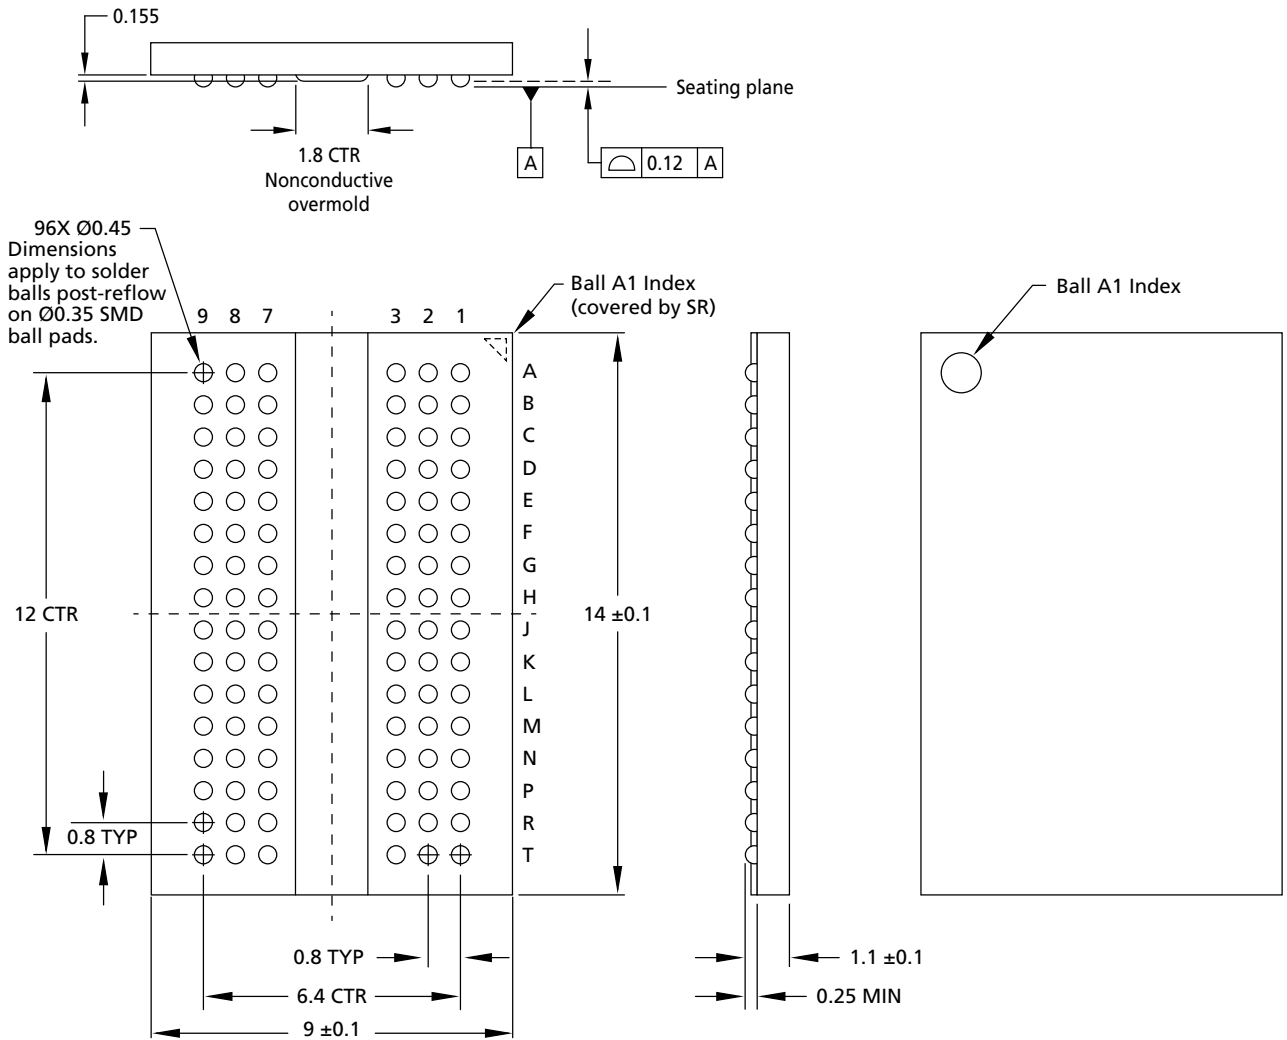 0.155
Seating plane
1.8 CTR
Nonconductive
overmold
A
0.12 A
96X Ø0.45
Dimensions
apply to solder
balls post-reflow
on Ø0.35 SMD
ball pads.
9 8 7 3 2 1
Ball A1 Index
(covered by SR)
Ball A1 Index
A
B
C
D
E
F
G
H
12 CTR
14 ±0.1
J
K
L
M
N
P
R
0.8 TYP
T
0.8 TYP
1.1 ±0.1
6.4 CTR
0.25 MIN
9 ±0.1